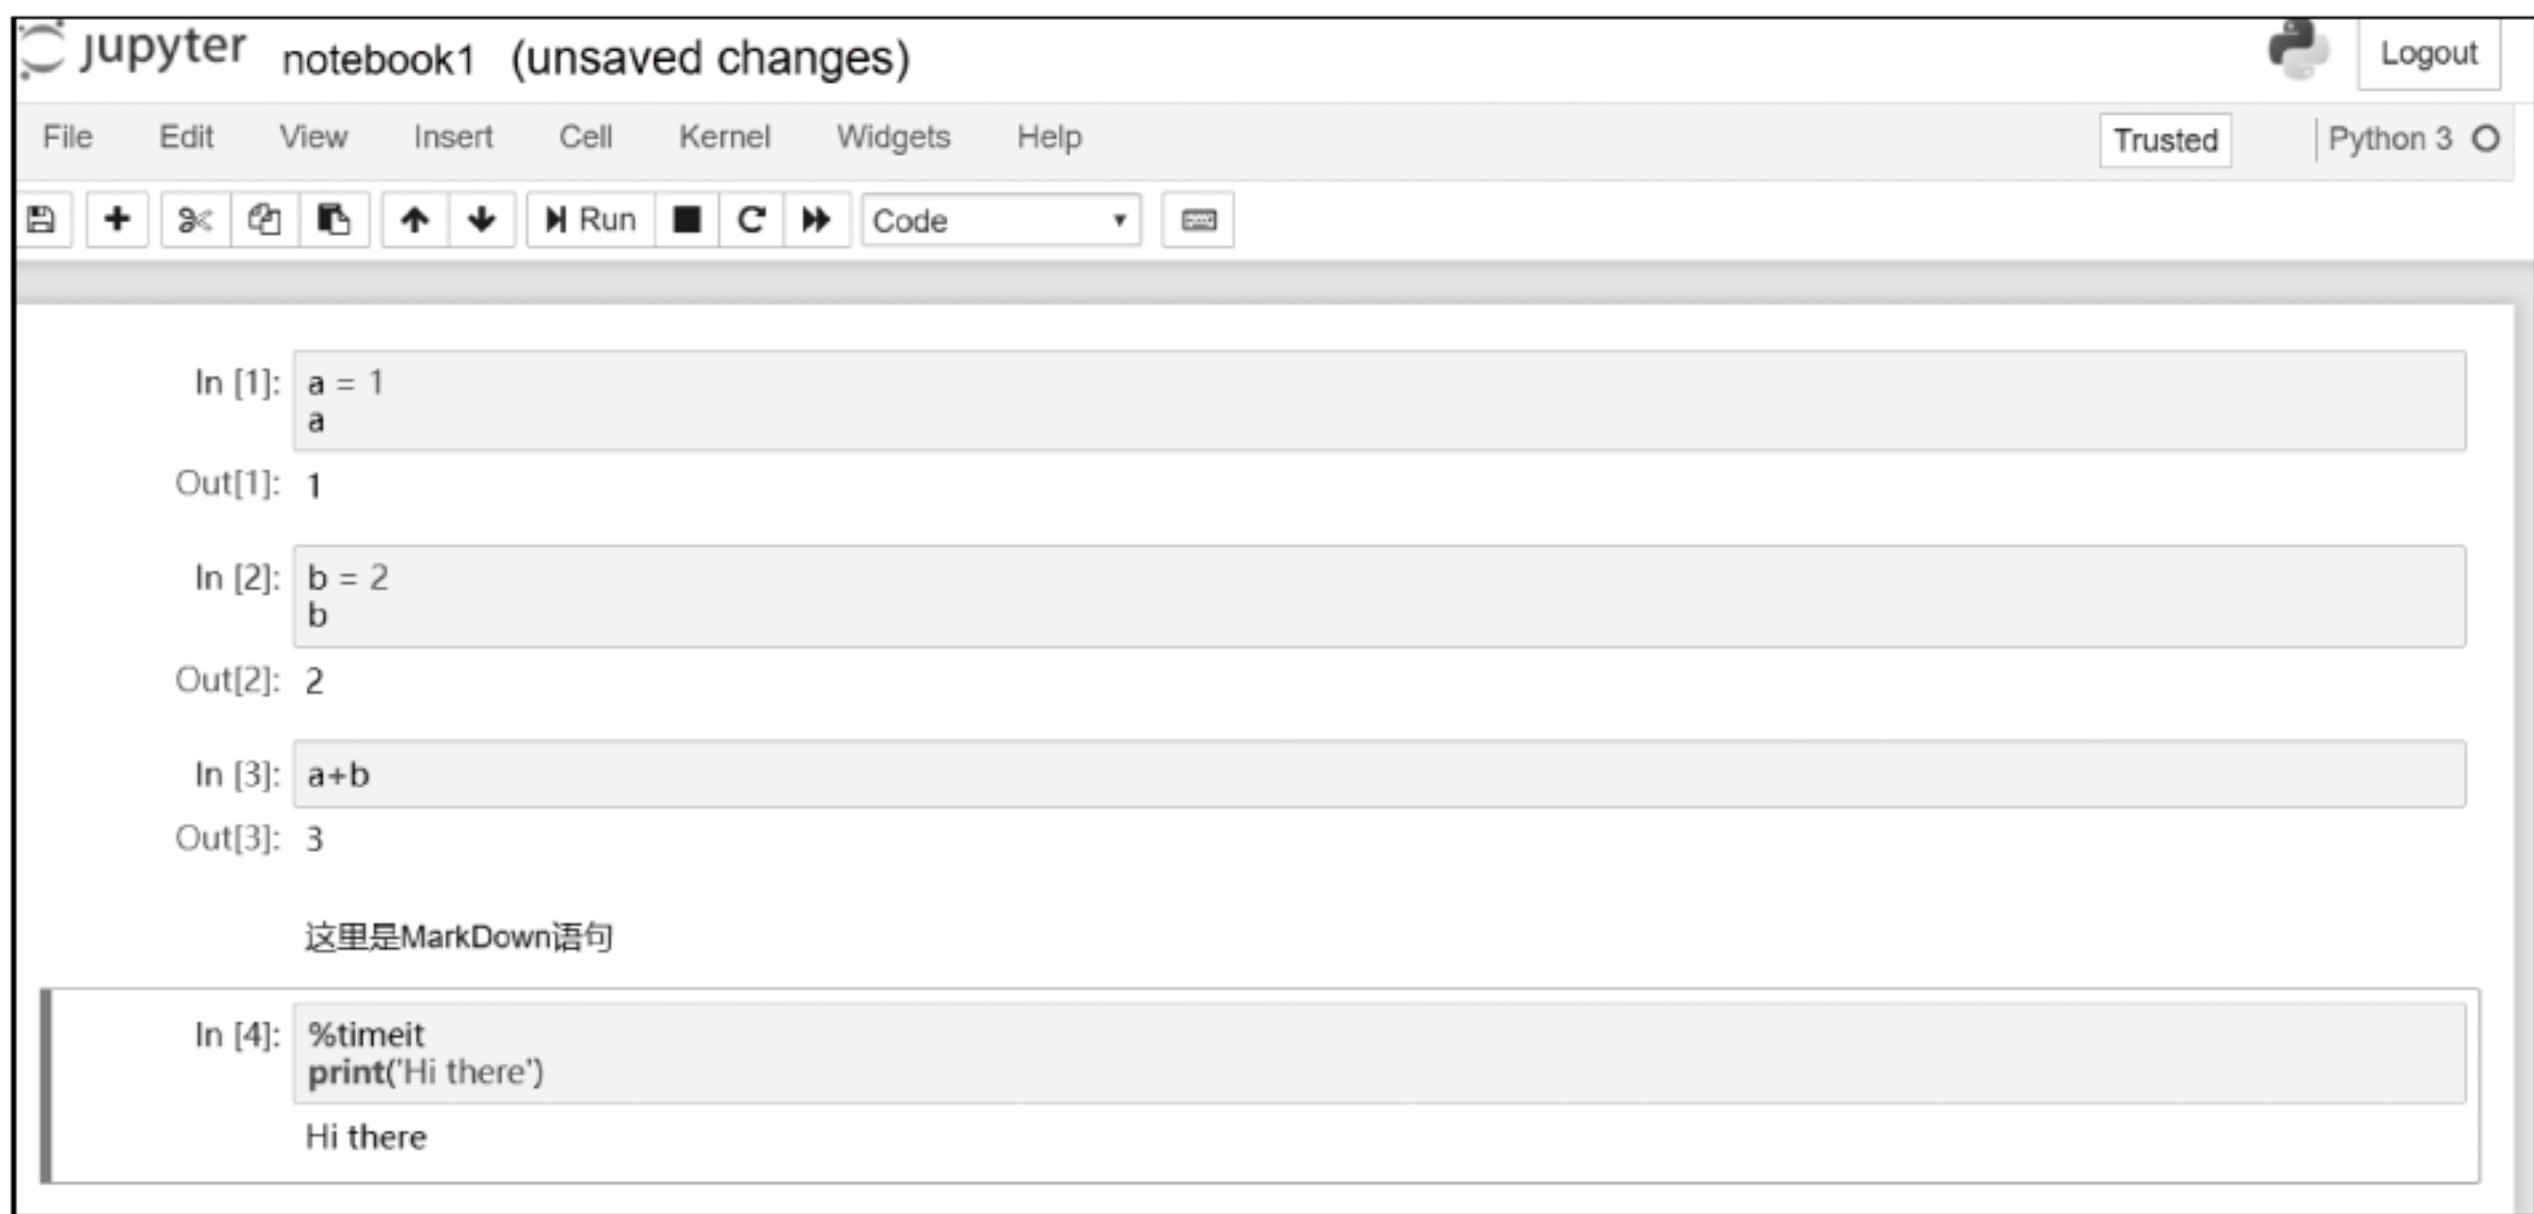 jupyter notebook1 (unsaved changes) Logout
File Edit View Insert Cell Kernel Widgets Help Trusted Python 3
Run Code
In [1]: a = 1
a
Out[1]: 1
In [2]: b = 2
b
Out[2]: 2
In [3]: a+b
Out[3]: 3
这里是MarkDown语句
In [4]: %timeit
print('Hi there')
Hi there